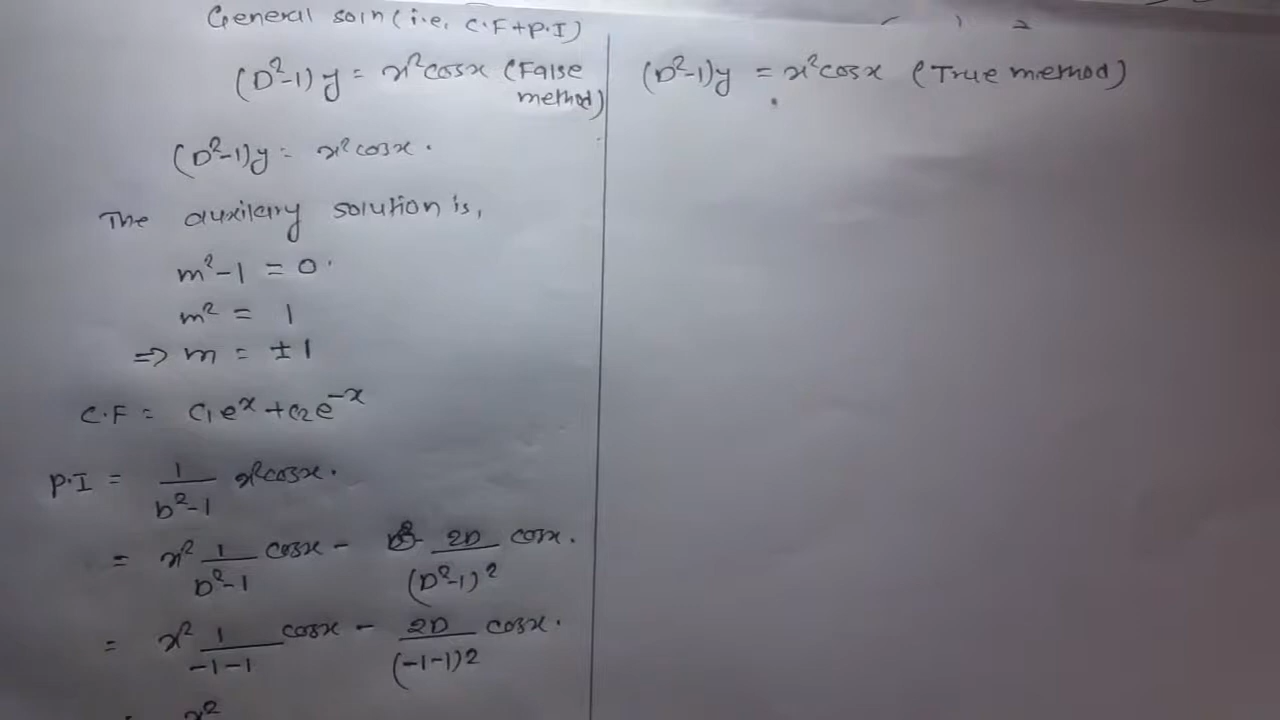 General soln (i.e, C.F+P.I)
(D²-1) y = x²cosx (False
method)
(D²-1)y = x²cosx.
The auxilary solution is,
m²-1 = 0.
m² = 1
=> m = ±1
C.F = C₁eˣ+C₂e⁻ˣ
P.I = 1/(D²-1) x²cosx.
= x² 1/(D²-1) cosx - 2D/(D²-1)² cosx.
= x² 1/(-1-1) cosx - 2D/(-1-1)2 cosx.
x²
(D²-1)y = x²cosx (True method)